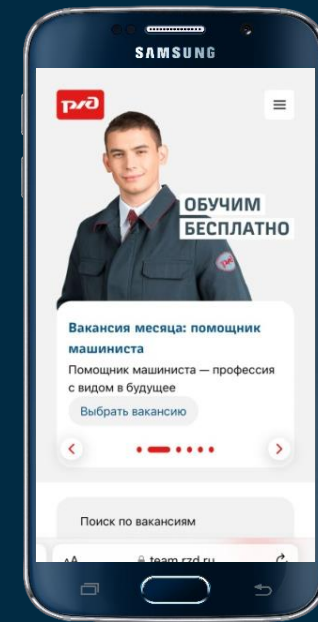 SAMSUNG
ржд
ОБУЧИМ
БЕСПЛАТНО
Вакансия месяца: помощник
машиниста
Помощник машиниста — профессия
с видом в будущее
Выбрать вакансию
Поиск по вакансиям
АА team.rzd.ru